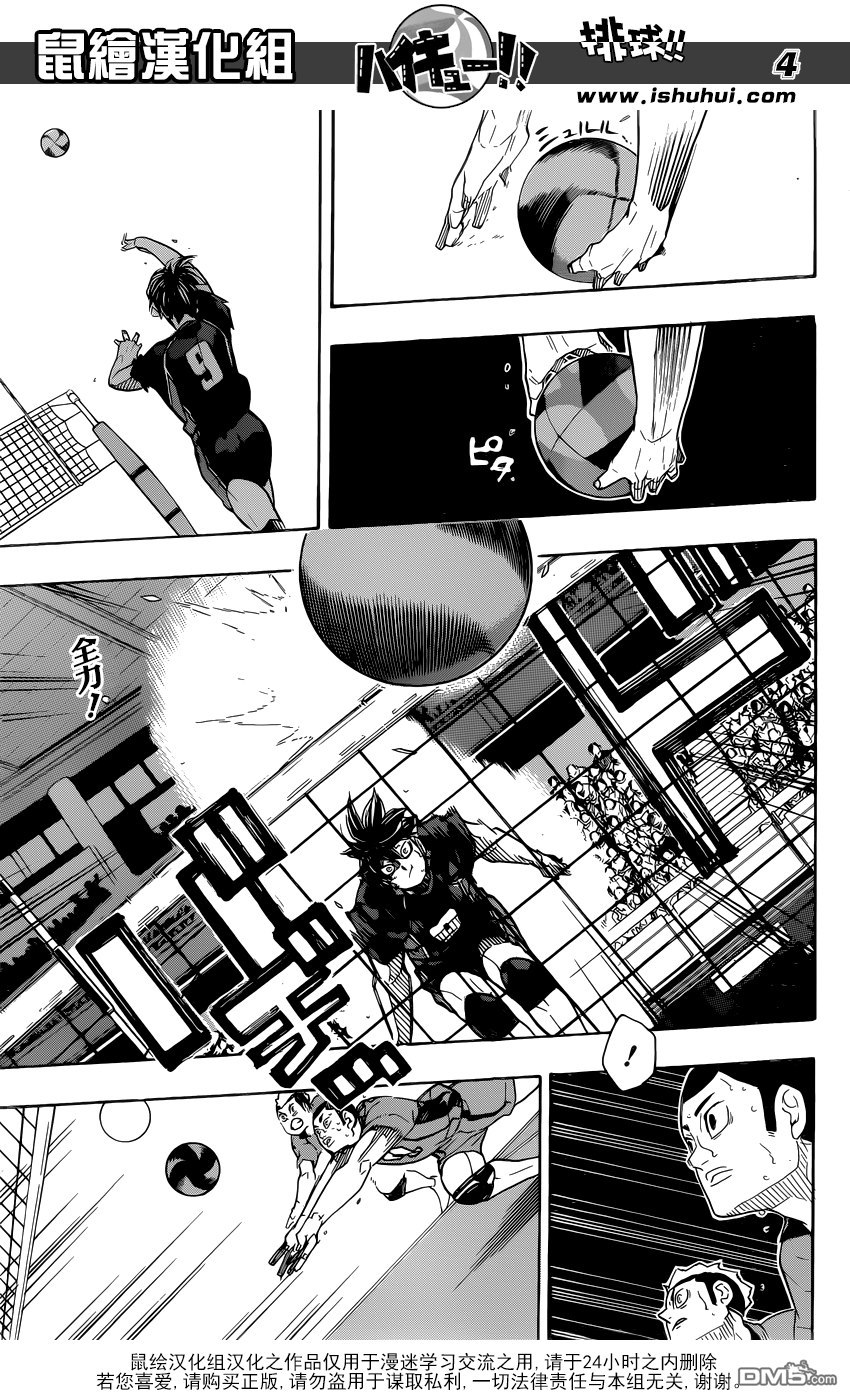 鼠繪漢化組
ハイキュー!!
排球!!
4
www.ishuhui.com
ギュルル
9
ピタ
全力!
!
鼠绘汉化组汉化之作品仅用于漫迷学习交流之用, 请于24小时之内删除
若您喜爱, 请购买正版, 请勿盗用于谋取私利, 一切法律责任与本组无关, 谢谢.
DM5.com